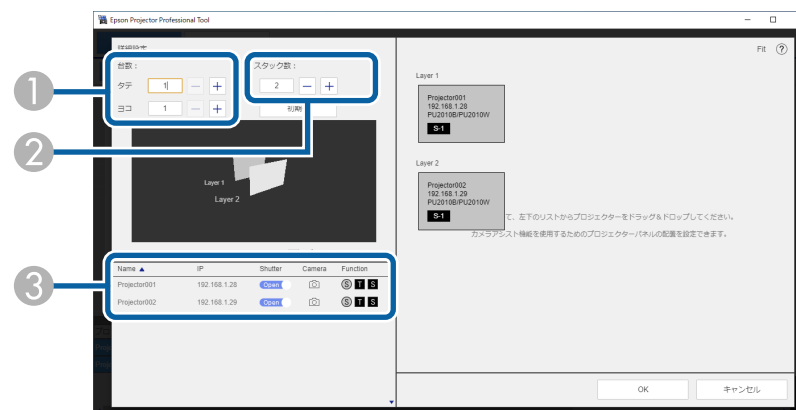 Epson Projector Professional Tool
詳細設定
Fit ?
台数：
スタック数：
タテ 1
2
ヨコ 1
Layer 1
Projector001
192.168.1.28
PU2010B/PU2010W
S-1
Layer 2
Projector002
192.168.1.29
PU2010B/PU2010W
S-1
て、左下のリストからプロジェクターをドラッグ＆ドロップしてください。
カメラアシスト機能を使用するためのプロジェクターパネルの配置を設定できます。
Layer 1
Layer 2
Name ▲ IP Shutter Camera Function
Projector001 192.168.1.28 Open S T S
Projector002 192.168.1.29 Open S T S
OK キャンセル
1
2
3